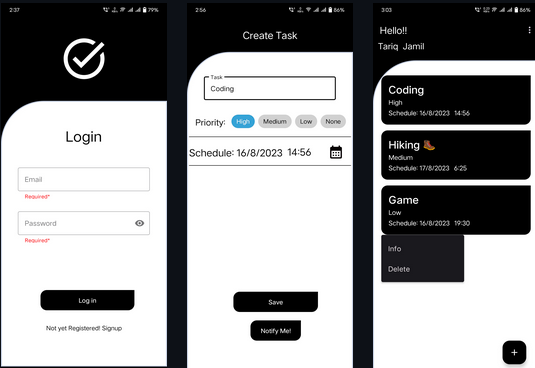 2:37
79%
Login
Email
Required*
Password
Required*
Log in
Not yet Registered! Signup
2:56
86%
Create Task
Task
Coding
Priority: High Medium Low None
Schedule: 16/8/2023 14:56
Save
Notify Me!
3:03
86%
Hello!!
Tariq Jamil
Coding
High
Schedule: 16/8/2023 14:56
Hiking 🥾
Medium
Schedule: 17/8/2023 6:25
Game
Low
Schedule: 16/8/2023 19:30
Info
Delete
+